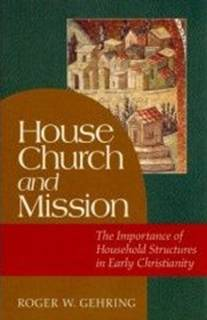 House
Church
and
Mission
The Importance of
Household Structures
in Early Christianity
ROGER W. GEHRING